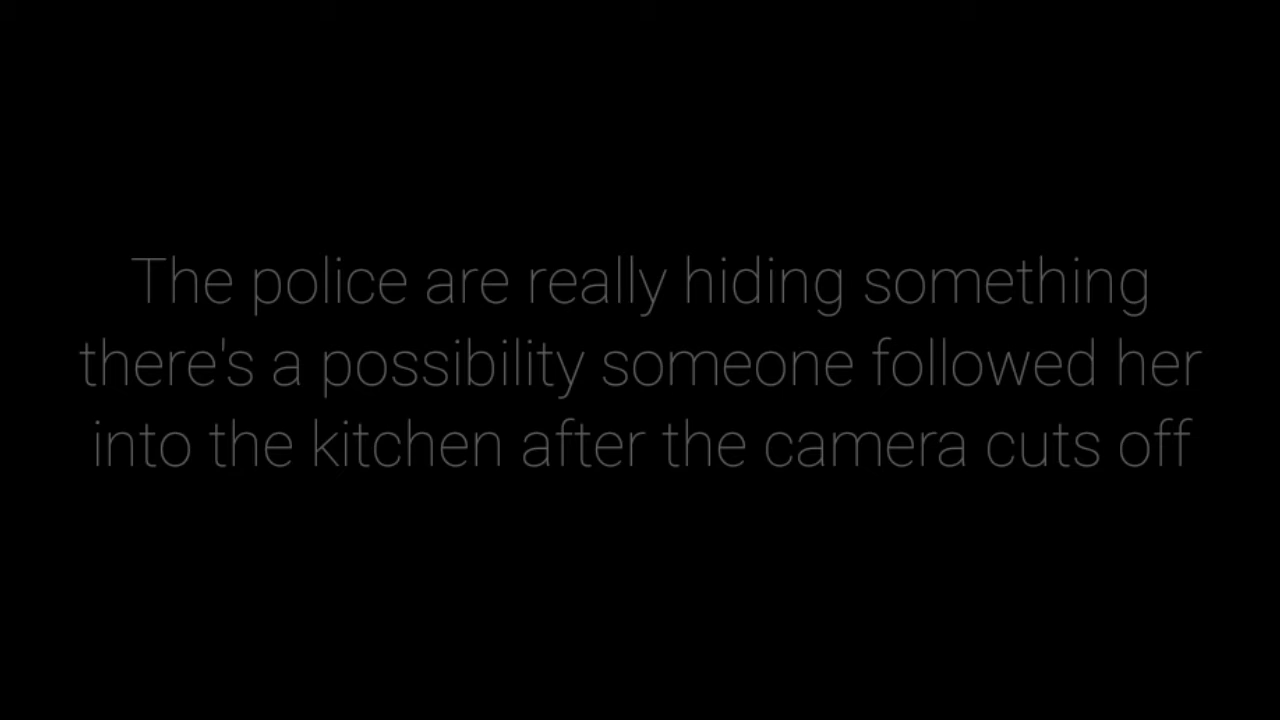 The police are really hiding something
there's a possibility someone followed her
into the kitchen after the camera cuts off